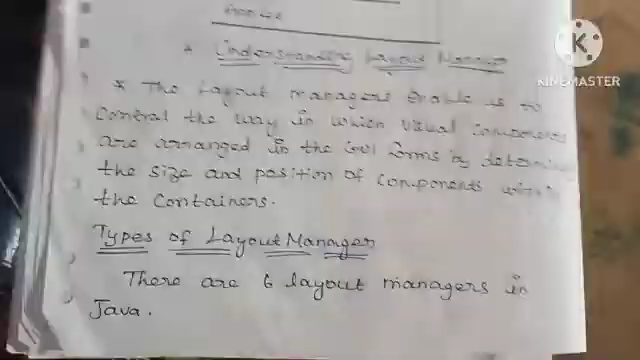 * Understanding Layout Manager
* The Layout managers enable us to
control the way in which visual components
are arranged in the GUI forms by determin
the size and position of components within
the containers.
Types of Layout Manager
There are 6 layout managers in
Java.
K
KINEMASTER